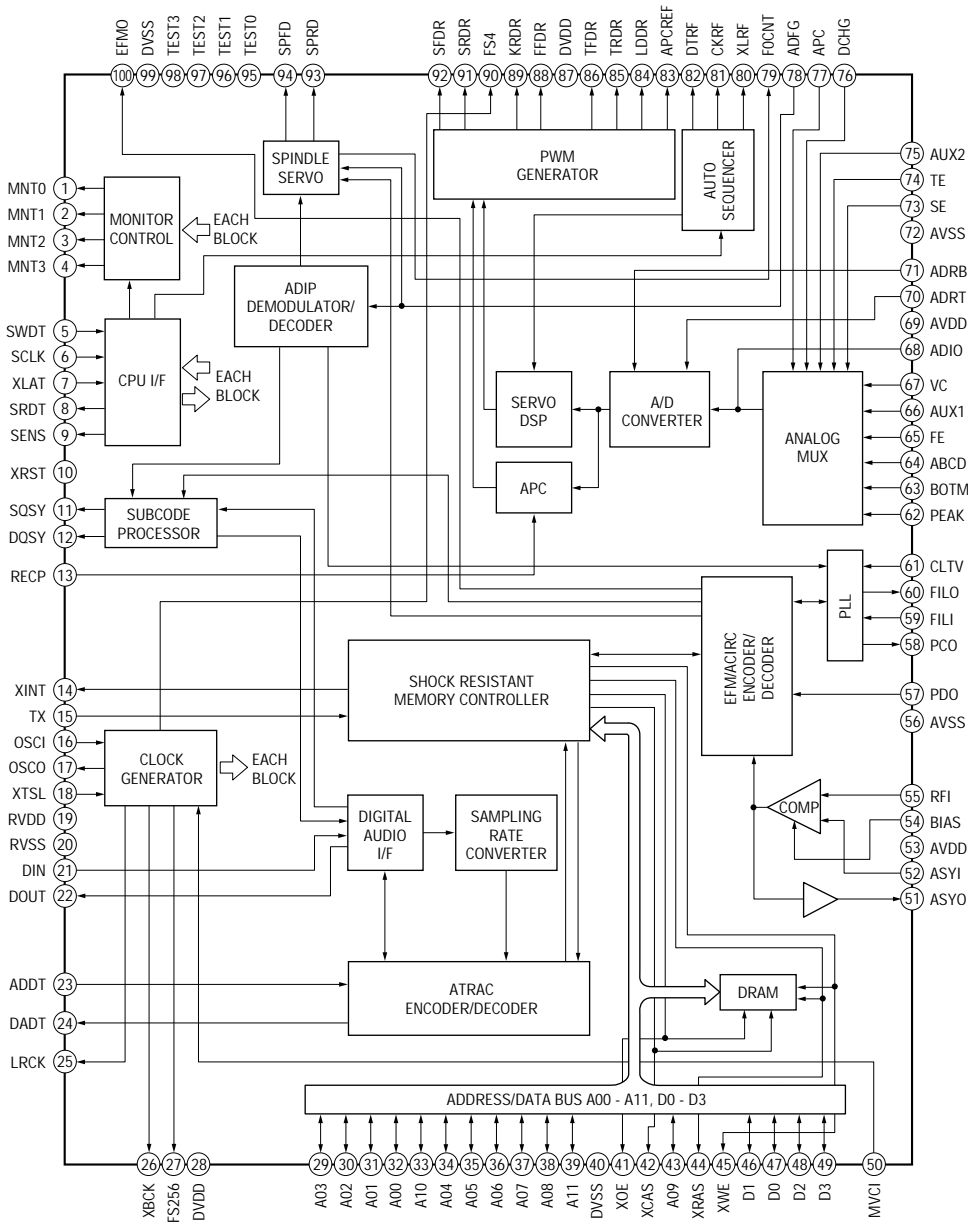 EFMO
DVSS
TEST3
TEST2
TEST1
TEST0
SPFD
SPRD
SFDR
SRDR
FS4
KRDR
FFDR
DVDD
TFDR
TRDR
LDDR
APCREF
DTRF
CKRF
XLRF
F0CNT
ADFG
APC
DCHG
100 99 98 97 96 95 94 93 92 91 90 89 88 87 86 85 84 83 82 81 80 79 78 77 76
MNT0 1
MNT1 2
MNT2 3
MNT3 4
SWDT 5
SCLK 6
XLAT 7
SRDT 8
SENS 9
XRST 10
SQSY 11
DQSY 12
RECP 13
XINT 14
TX 15
OSCI 16
OSCO 17
XTSL 18
RVDD 19
RVSS 20
DIN 21
DOUT 22
ADDT 23
DADT 24
LRCK 25
SPINDLE
SERVO
PWM
GENERATOR
AUTO
SEQUENCER
MONITOR
CONTROL
EACH
BLOCK
ADIP
DEMODULATOR/
DECODER
CPU I/F
EACH
BLOCK
SERVO
DSP
A/D
CONVERTER
ANALOG
MUX
APC
SUBCODE
PROCESSOR
PLL
EFM/ACIRC
ENCODER/
DECODER
SHOCK RESISTANT
MEMORY CONTROLLER
CLOCK
GENERATOR
EACH
BLOCK
COMP
DIGITAL
AUDIO
I/F
SAMPLING
RATE
CONVERTER
ATRAC
ENCODER/DECODER
DRAM
ADDRESS/DATA BUS A00 - A11, D0 - D3
75 AUX2
74 TE
73 SE
72 AVSS
71 ADRB
70 ADRT
69 AVDD
68 ADIO
67 VC
66 AUX1
65 FE
64 ABCD
63 BOTM
62 PEAK
61 CLTV
60 FILO
59 FILI
58 PCO
57 PDO
56 AVSS
55 RFI
54 BIAS
53 AVDD
52 ASYI
51 ASYO
26 27 28 29 30 31 32 33 34 35 36 37 38 39 40 41 42 43 44 45 46 47 48 49 50
XBCK
FS256
DVDD
A03
A02
A01
A00
A10
A04
A05
A06
A07
A08
A11
DVSS
XOE
XCAS
A09
XRAS
XWE
D1
D0
D2
D3
MVCI